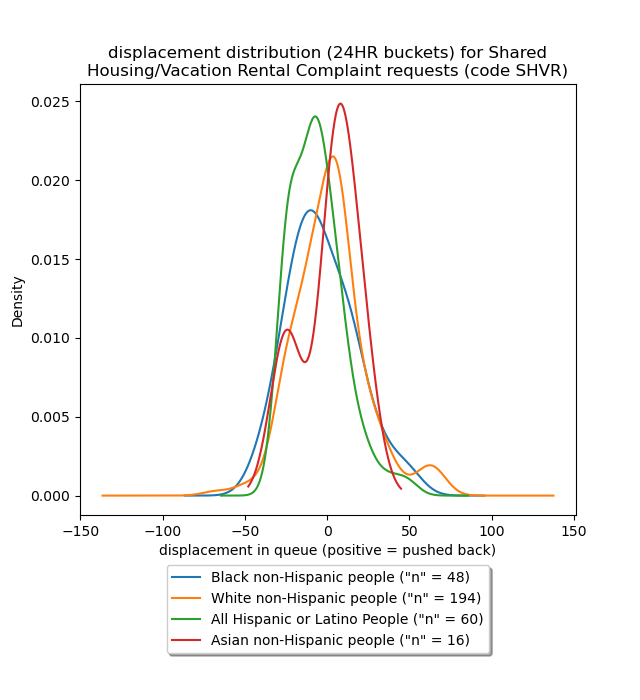 displacement distribution (24HR buckets) for Shared
Housing/Vacation Rental Complaint requests (code SHVR)
Density
0.025
0.020
0.015
0.010
0.005
0.000
−150
−100
−50
0
50
100
150
displacement in queue (positive = pushed back)
Black non-Hispanic people ("n" = 48)
White non-Hispanic people ("n" = 194)
All Hispanic or Latino People ("n" = 60)
Asian non-Hispanic people ("n" = 16)